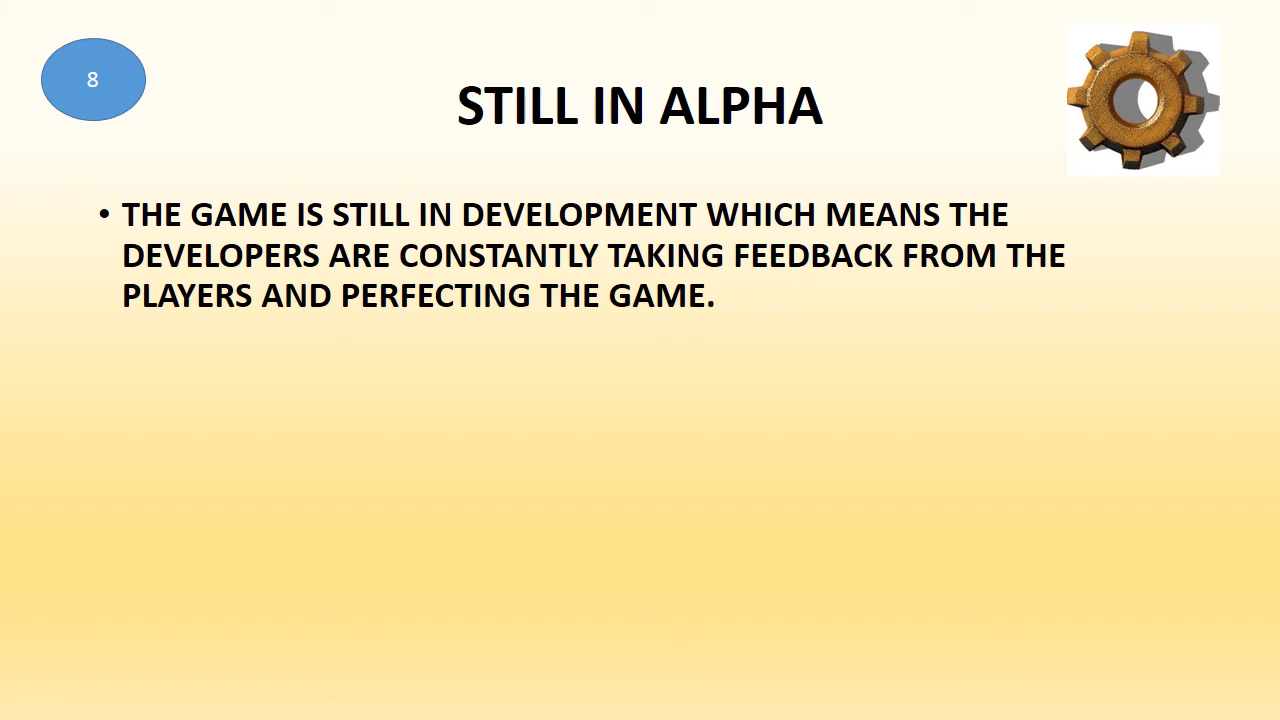 8
STILL IN ALPHA
• THE GAME IS STILL IN DEVELOPMENT WHICH MEANS THE
DEVELOPERS ARE CONSTANTLY TAKING FEEDBACK FROM THE
PLAYERS AND PERFECTING THE GAME.